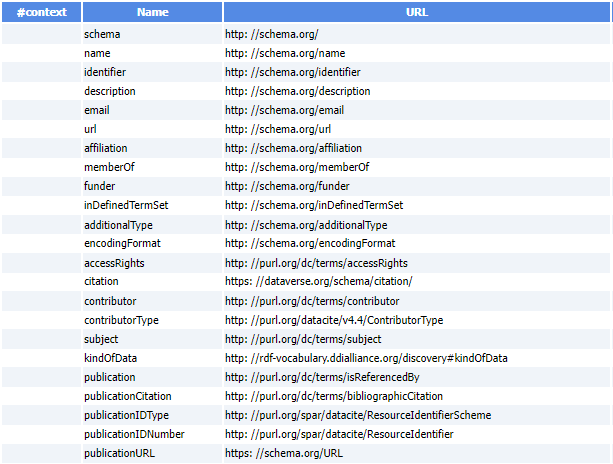 #context Name URL
schema http: //schema.org/
name http: //schema.org/name
identifier http: //schema.org/identifier
description http: //schema.org/description
email http: //schema.org/email
url http: //schema.org/url
affiliation http: //schema.org/affiliation
memberOf http: //schema.org/memberOf
funder http: //schema.org/funder
inDefinedTermSet http: //schema.org/inDefinedTermSet
additionalType http: //schema.org/additionalType
encodingFormat http: //schema.org/encodingFormat
accessRights http: //purl.org/dc/terms/accessRights
citation https: //dataverse.org/schema/citation/
contributor http: //purl.org/dc/terms/contributor
contributorType http: //purl.org/datacite/v4.4/ContributorType
subject http: //purl.org/dc/terms/subject
kindOfData http: //rdf-vocabulary.ddialliance.org/discovery#kindOfData
publication http: //purl.org/dc/terms/isReferencedBy
publicationCitation http: //purl.org/dc/terms/bibliographicCitation
publicationIDType http: //purl.org/spar/datacite/ResourceIdentifierScheme
publicationIDNumber http: //purl.org/spar/datacite/ResourceIdentifier
publicationURL https: //schema.org/URL